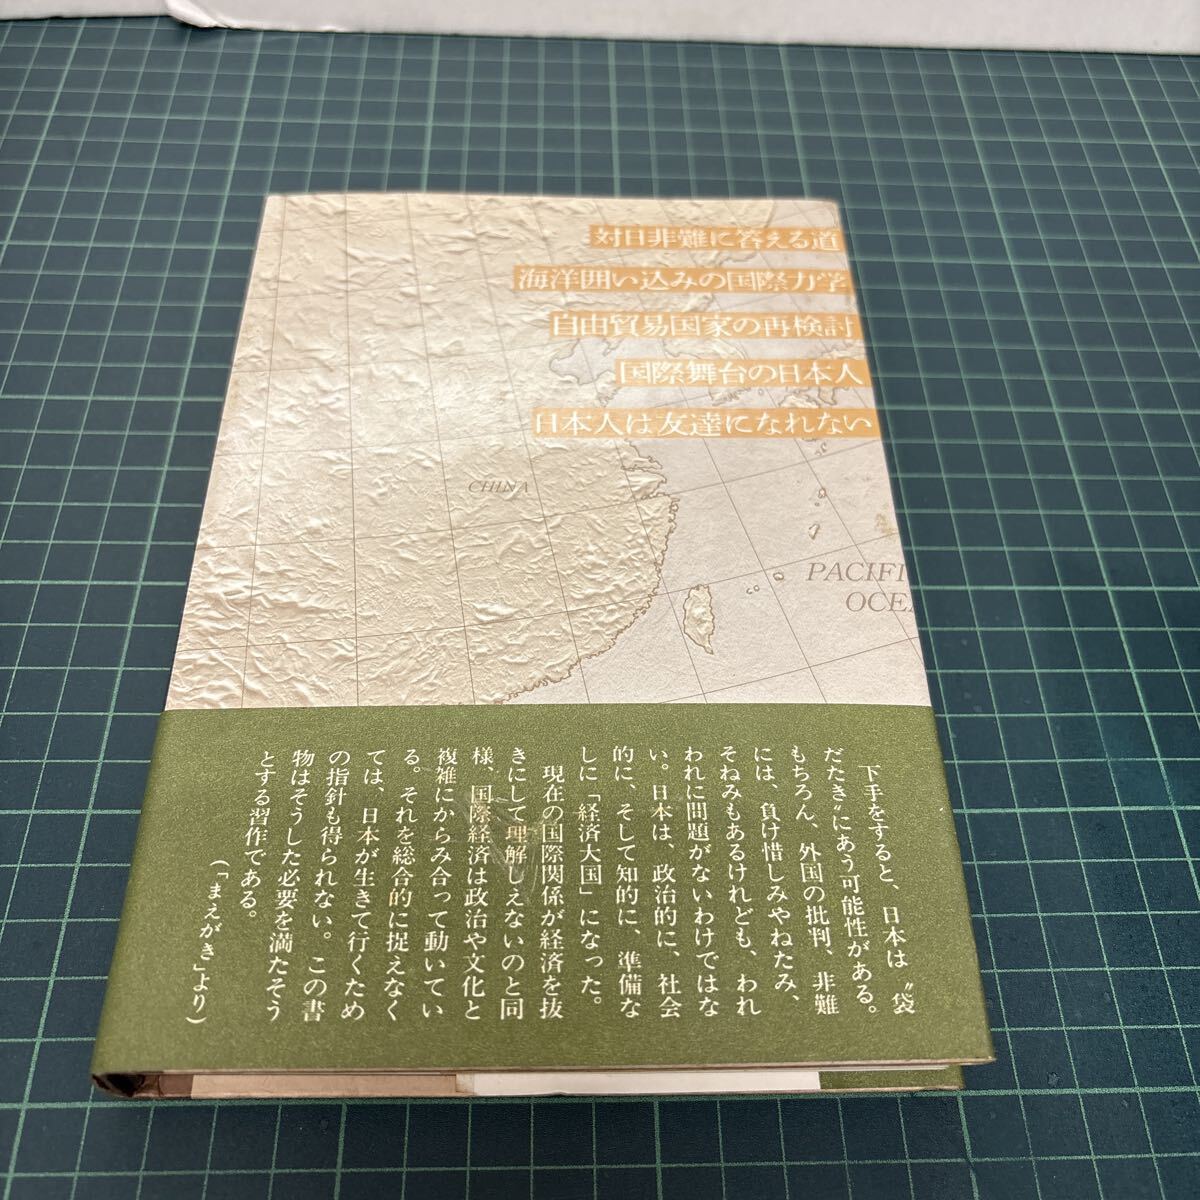 対日非難に答える道
海洋囲い込みの国際力学
自由貿易国家の再検討
国際舞台の日本人
日本人は友達になれない
CHINA
PACIFI
OCEA
下手をすると、日本は〝袋
だたき〟にあう可能性がある。
もちろん、外国の批判、非難
には、負け惜しみやねたみ、
そねみもあるけれども、われ
われに問題がないわけではな
い。日本は、政治的に、社会
的に、そして知的に、準備な
しに「経済大国」になった。
現在の国際関係が経済を抜
きにして理解しえないのと同
様、国際経済は政治や文化と
複雑にからみ合って動いてい
る。それを総合的に捉えなく
ては、日本が生きて行くため
の指針も得られない。この書
物はそうした必要を満たそう
とする習作である。
(「まえがき」より)